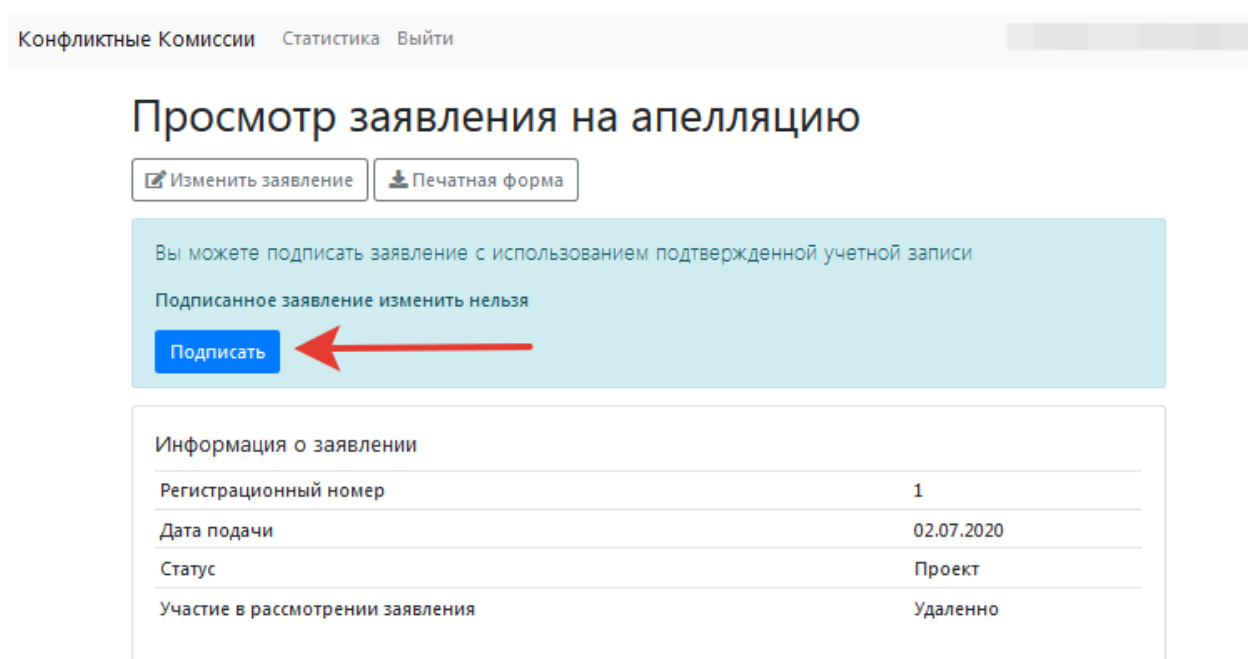 Конфликтные Комиссии Статистика Выйти
Просмотр заявления на апелляцию
Изменить заявление Печатная форма
Вы можете подписать заявление с использованием подтвержденной учетной записи
Подписанное заявление изменить нельзя
Подписать
Информация о заявлении
Регистрационный номер 1
Дата подачи 02.07.2020
Статус Проект
Участие в рассмотрении заявления Удаленно